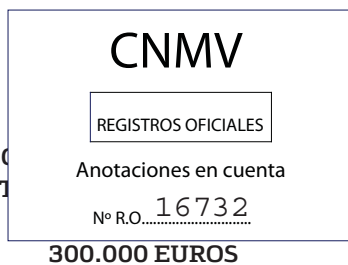 CNMV
REGISTROS OFICIALES
Anotaciones en cuenta
Nº R.O. 16732
300.000 EUROS